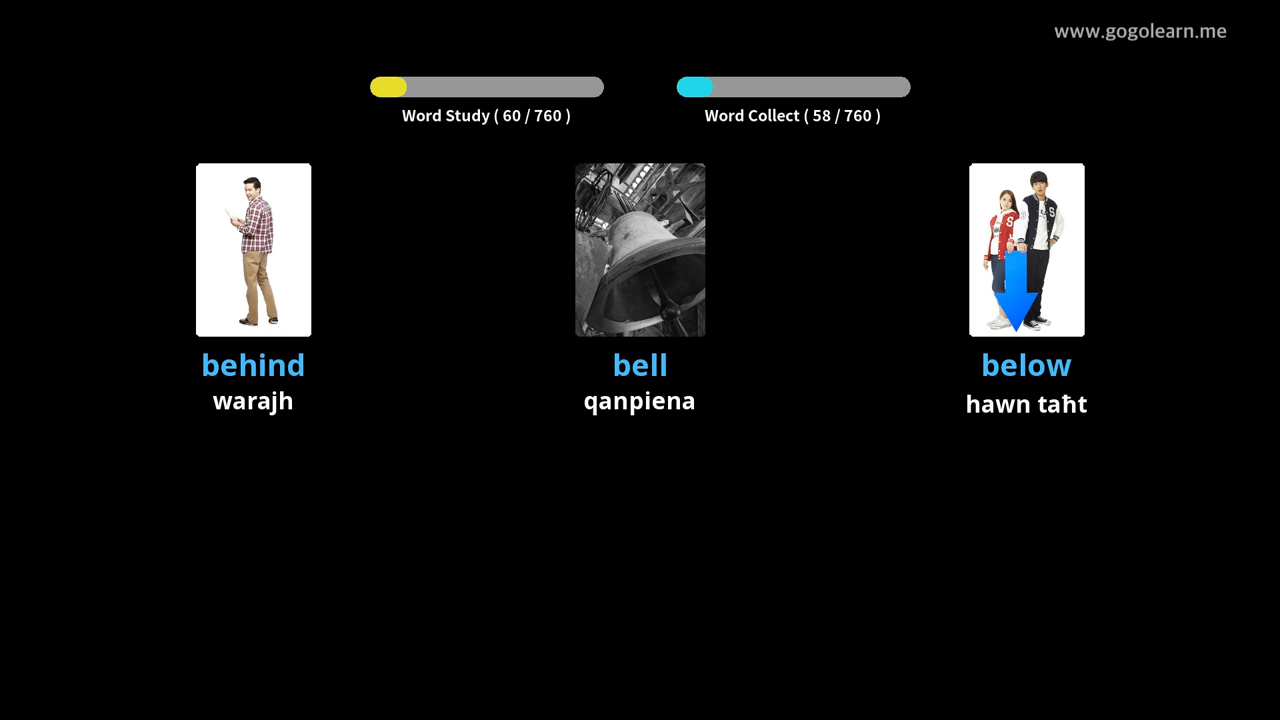 www.gogolearn.me
Word Study ( 60 / 760 )
Word Collect ( 58 / 760 )
behind
warajh
bell
qanpiena
below
hawn taħt